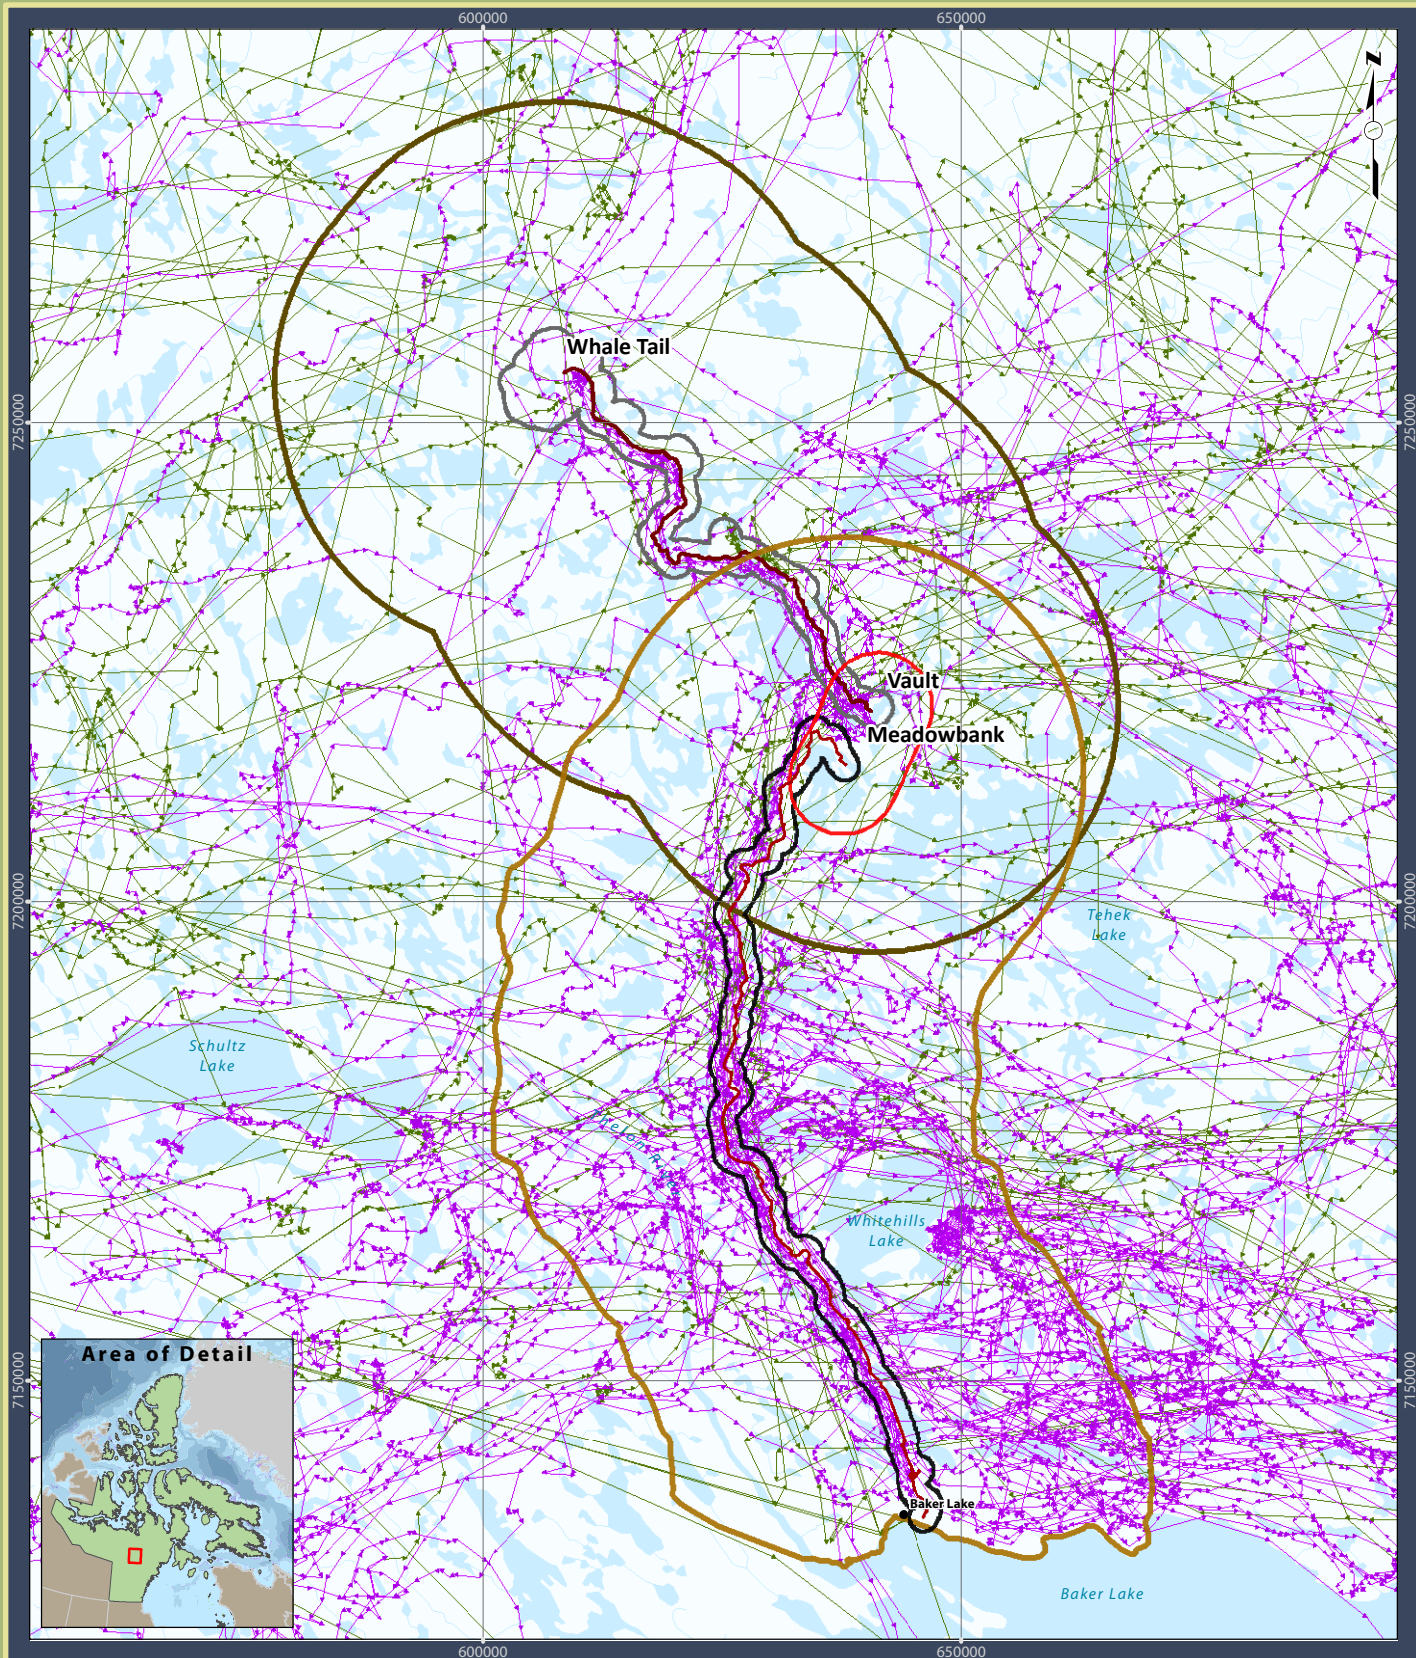 600000
650000
N
Whale Tail
7250000
7250000
Vault
Meadowbank
7200000
7200000
Tehek
Lake
Schultz
Lake
Whitehills
Lake
Area of Detail
7150000
7150000
Baker Lake
Baker Lake
600000
650000